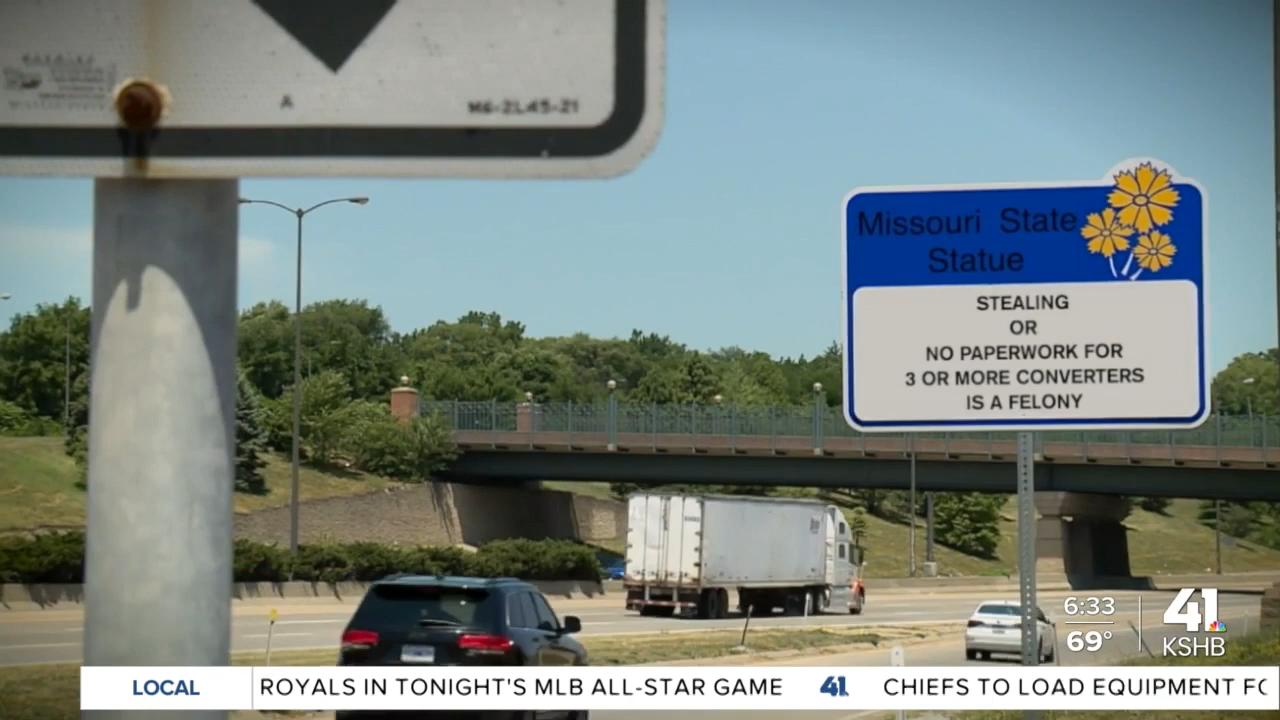 A
M6-2L45-21
Missouri State
Statue
STEALING
OR
NO PAPERWORK FOR
3 OR MORE CONVERTERS
IS A FELONY
6:33
69°
41
KSHB
LOCAL
ROYALS IN TONIGHT'S MLB ALL-STAR GAME 41 CHIEFS TO LOAD EQUIPMENT FO